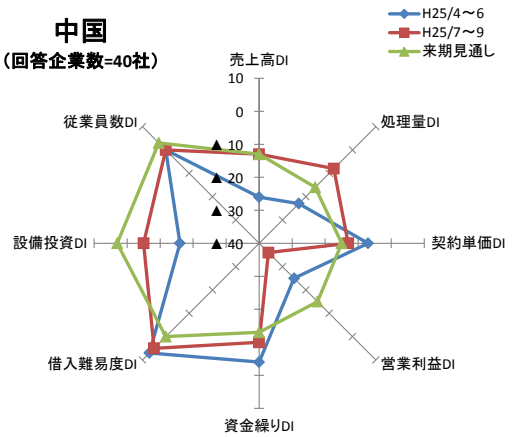 中国
（回答企業数=40社）
H25/4～6
H25/7～9
来期見通し
売上高DI
処理量DI
契約単価DI
営業利益DI
資金繰りDI
借入難易度DI
設備投資DI
従業員数DI
10
0
▲ 10
▲ 20
▲ 30
▲ 40